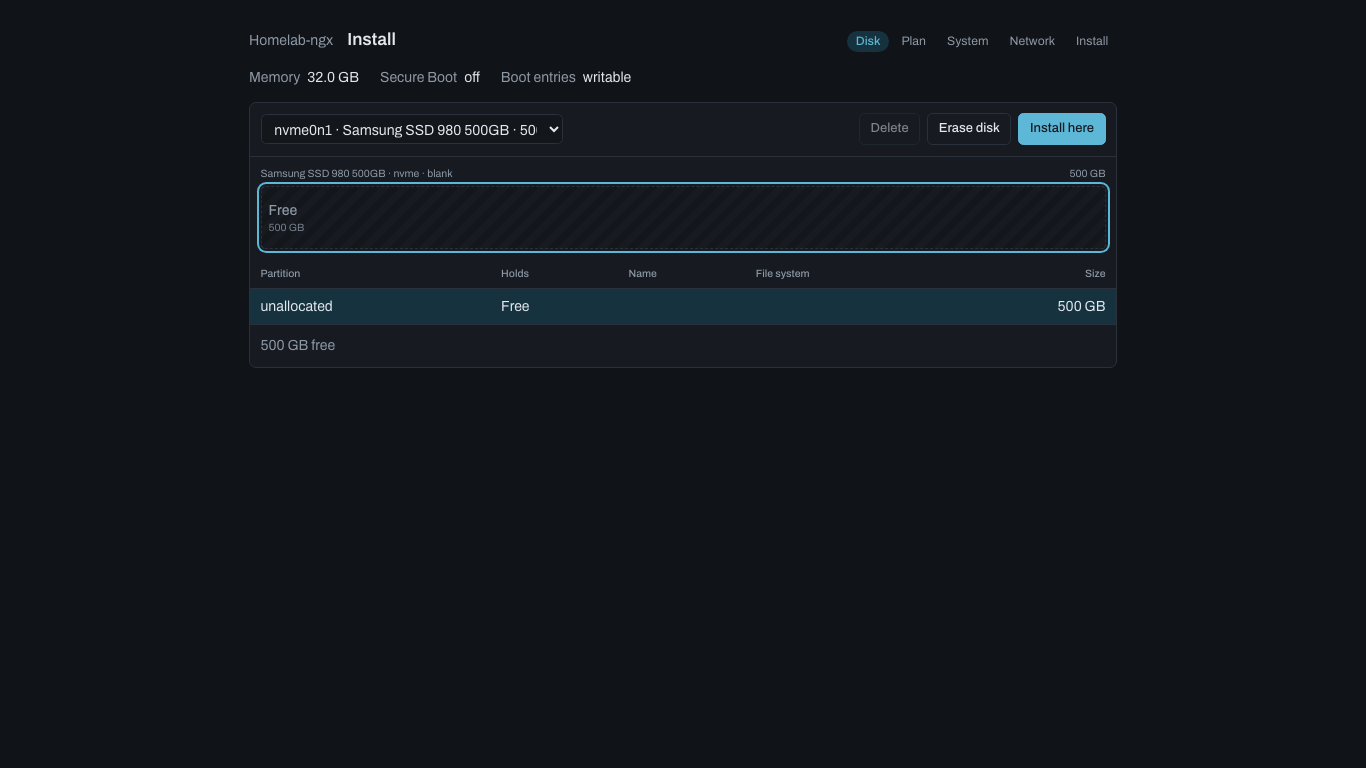 Homelab-ngx Install
Disk Plan System Network Install
Memory 32.0 GB Secure Boot off Boot entries writable
nvme0n1 · Samsung SSD 980 500GB · 50
Delete Erase disk Install here
Samsung SSD 980 500GB · nvme · blank 500 GB
Free
500 GB
Partition Holds Name File system Size
unallocated Free 500 GB
500 GB free